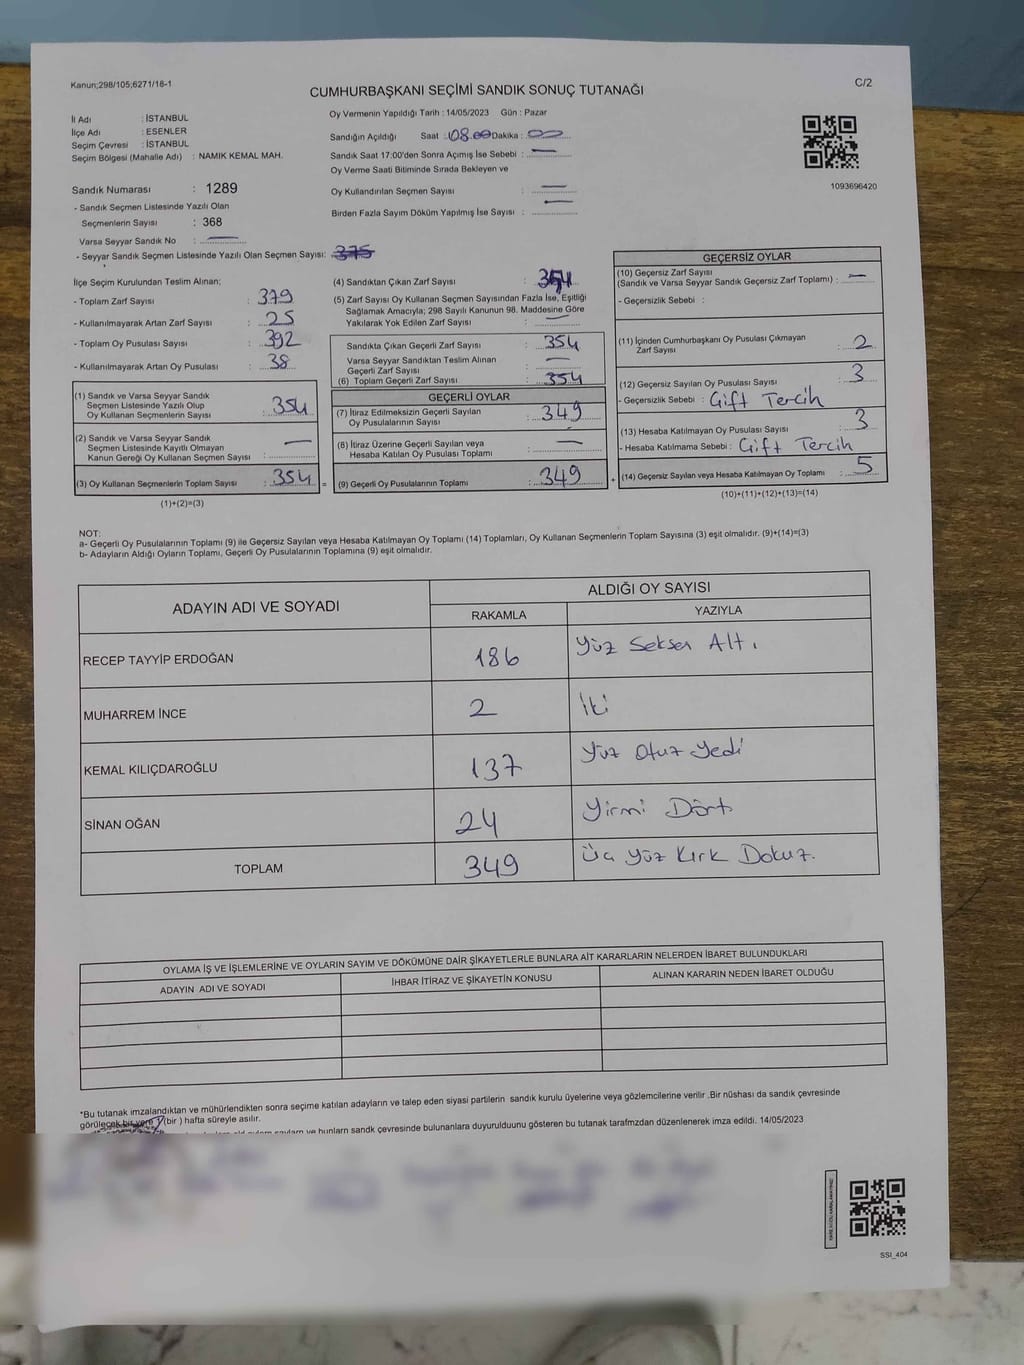 Kanun;298/105;6271/16-1
CUMHURBAŞKANI SEÇİMİ SANDIK SONUÇ TUTANAĞI
C/2
İl Adı : İSTANBUL
İlçe Adı : ESENLER
Seçim Çevresi : İSTANBUL
Seçim Bölgesi (Mahalle Adı) : NAMIK KEMAL MAH.
Oy Vermenin Yapıldığı Tarih : 14/05/2023 Gün : Pazar
Sandığın Açıldığı Saat : 08.00 Dakika : 00
Sandık Saat 17:00'den Sonra Açımış İse Sebebi : —
Oy Verme Saati Bitiminde Sırada Bekleyen ve
Oy Kullandırılan Seçmen Sayısı : —
Birden Fazla Sayım Döküm Yapılmış İse Sayısı : —
1093696420
Sandık Numarası : 1289
- Sandık Seçmen Listesinde Yazılı Olan
Seçmenlerin Sayısı : 368
Varsa Seyyar Sandık No : —
- Seyyar Sandık Seçmen Listesinde Yazılı Olan Seçmen Sayısı: 375
İlçe Seçim Kurulundan Teslim Alınan;
- Toplam Zarf Sayısı : 379
- Kullanılmayarak Artan Zarf Sayısı : 25
- Toplam Oy Pusulası Sayısı : 392
- Kullanılmayarak Artan Oy Pusulası : 38
(1) Sandık ve Varsa Seyyar Sandık
Seçmen Listesinde Yazılı Olup
Oy Kullanan Seçmenlerin Sayısı : 354
(2) Sandık ve Varsa Seyyar Sandık
Seçmen Listesinde Kayıtlı Olmayan
Kanun Gereği Oy Kullanan Seçmen Sayısı : —
(3) Oy Kullanan Seçmenlerin Toplam Sayısı : 354 =
(1)+(2)=(3)
(4) Sandıktan Çıkan Zarf Sayısı : 354
(5) Zarf Sayısı Oy Kullanan Seçmen Sayısından Fazla İse, Eşitliği
Sağlamak Amacıyla; 298 Sayılı Kanunun 98. Maddesine Göre
Yakılarak Yok Edilen Zarf Sayısı : —
Sandıkta Çıkan Geçerli Zarf Sayısı : 354
Varsa Seyyar Sandıktan Teslim Alınan
Geçerli Zarf Sayısı : —
(6) Toplam Geçerli Zarf Sayısı : 354
GEÇERLİ OYLAR
(7) İtiraz Edilmeksizin Geçerli Sayılan
Oy Pusulalarının Sayısı : 349
(8) İtiraz Üzerine Geçerli Sayılan veya
Hesaba Katılan Oy Pusulası Toplamı : —
(9) Geçerli Oy Pusulalarının Toplamı : 349 +
GEÇERSİZ OYLAR
(10) Geçersiz Zarf Sayısı
(Sandık ve Varsa Seyyar Sandık Geçersiz Zarf Toplamı) : —
- Geçersizlik Sebebi :
(11) İçinden Cumhurbaşkanı Oy Pusulası Çıkmayan
Zarf Sayısı : 2
(12) Geçersiz Sayılan Oy Pusulası Sayısı : 3
- Geçersizlik Sebebi : Çift Tercih
(13) Hesaba Katılmayan Oy Pusulası Sayısı : 3
- Hesaba Katılmama Sebebi : Çift Tercih
(14) Geçersiz Sayılan veya Hesaba Katılmayan Oy Toplamı : 5
(10)+(11)+(12)+(13)=(14)
NOT:
a- Geçerli Oy Pusulalarının Toplamı (9) ile Geçersiz Sayılan veya Hesaba Katılmayan Oy Toplamı (14) Toplamları, Oy Kullanan Seçmenlerin Toplam Sayısına (3) eşit olmalıdır. (9)+(14)=(3)
b- Adayların Aldığı Oyların Toplamı, Geçerli Oy Pusulalarının Toplamına (9) eşit olmalıdır.
ADAYIN ADI VE SOYADI
ALDIĞI OY SAYISI
RAKAMLA YAZIYLA
RECEP TAYYİP ERDOĞAN 186 Yüz Seksen Altı
MUHARREM İNCE 2 İki
KEMAL KILIÇDAROĞLU 137 Yüz Otuz Yedi
SİNAN OĞAN 24 Yirmi Dört
TOPLAM 349 Üç Yüz Kırk Dokuz.
OYLAMA İŞ VE İŞLEMLERİNE VE OYLARIN SAYIM VE DÖKÜMÜNE DAİR ŞİKAYETLERLE BUNLARA AİT KARARLARIN NELERDEN İBARET BULUNDUKLARI
ADAYIN ADI VE SOYADI İHBAR İTİRAZ VE ŞİKAYETİN KONUSU ALINAN KARARIN NEDEN İBARET OLDUĞU
*Bu tutanak imzalandıktan ve mühürlendikten sonra seçime katılan adayların ve talep eden siyasi partilerin sandık kurulu üyelerine veya gözlemcilerine verilir .Bir nüshası da sandık çevresinde
görülecek bir yere 7(bir ) hafta süreyle asılır.
ve bunların sandk çevresinde bulunanlara duyurulduunu gösteren bu tutanak tarafmzdan düzenlenerek imza edildi. 14/05/2023
SSI_404